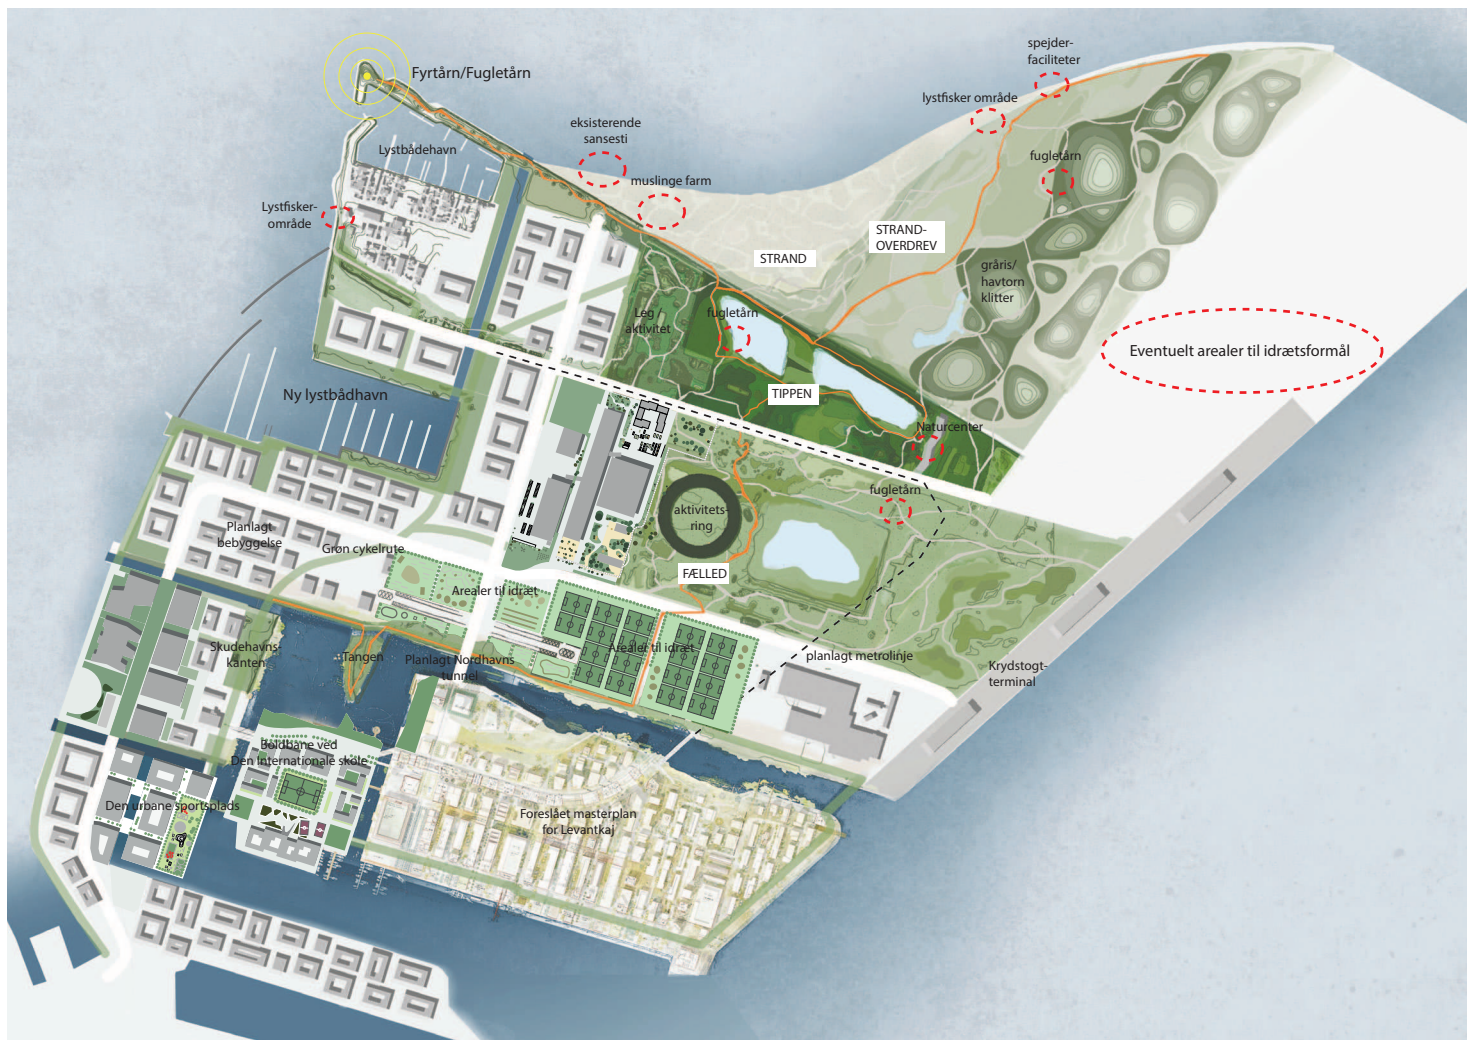 spejder-
faciliteter
Fyrtårn/Fugletårn
lystfisker område
eksisterende
sansesti
Lystbådehavn
fugletårn
muslinge farm
Lystfisker-
område
STRAND-
OVERDREV
STRAND
gråris/
havtorn
klitter
Leg /
aktivitet
fugletårn
Eventuelt arealer til idrætsformål
Ny lystbådhavn
TIPPEN
Naturcenter
fugletårn
aktivitets-
ring
Planlagt
bebyggelse
Grøn cykelrute
FÆLLED
Arealer til idræt
Skudehavns-
kanten
Tangen
Planlagt Nordhavns
tunnel
Arealer til idræt
planlagt metrolinje
Krydstogt-
terminal
Boldbane ved
Den Internationale skole
Den urbane sportsplads
Foreslået masterplan
for Levantkaj